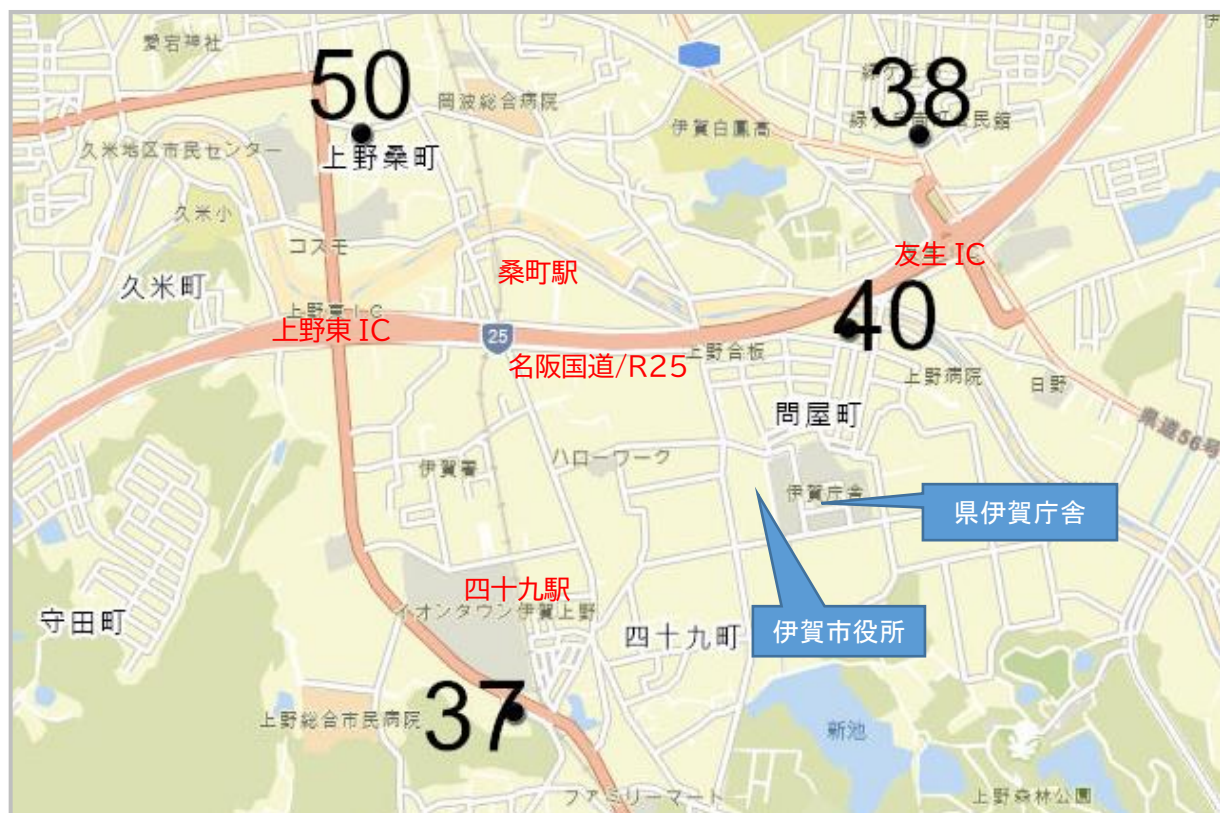 愛宕神社
50
岡波総合病院
38
伊賀白鳳高
久米地区市民センター
上野桑町
久米小
コスモ
桑町駅
友生 IC
久米町
上野東 IC
25
名阪国道/R25
40
上野合板
上野病院
日野
問屋町
県道56号
伊賀署
ハローワーク
伊賀庁舎
県伊賀庁舎
四十九駅
イオンタウン伊賀上野
守田町
四十九町
伊賀市役所
37
上野総合市民病院
新池
ファミリーマート
上野森林公園